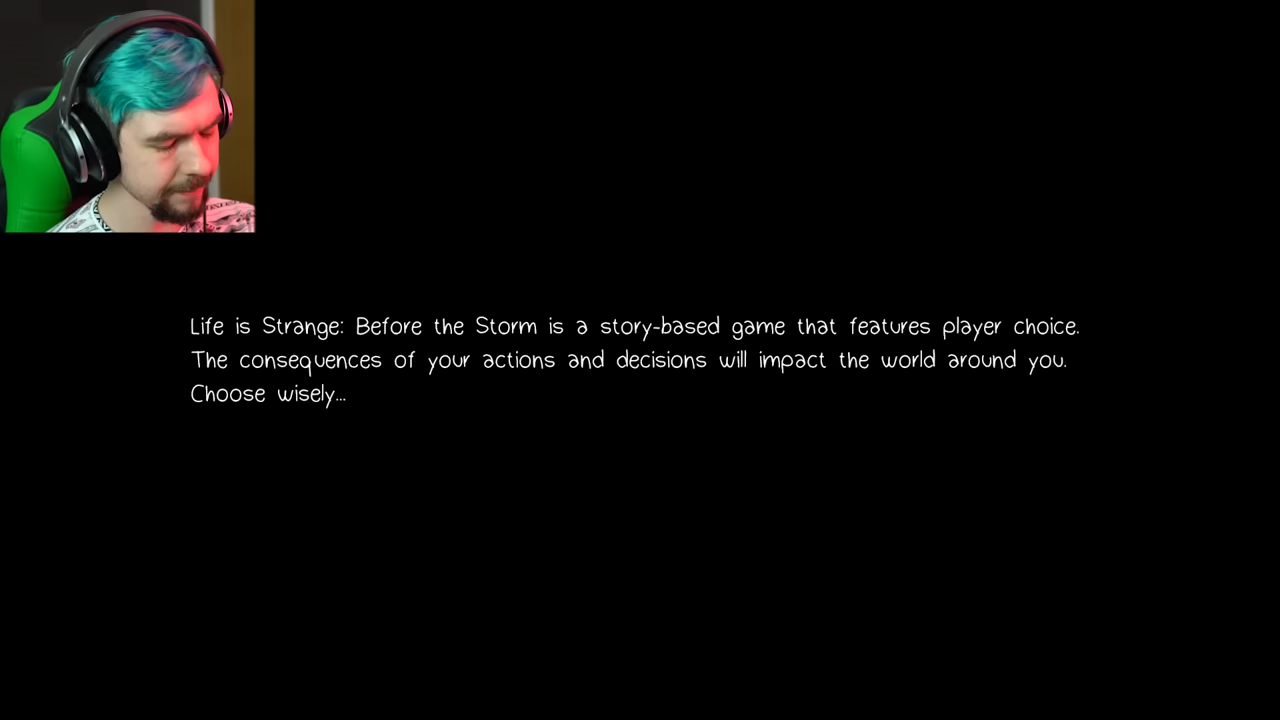 Life is Strange: Before the Storm is a story-based game that features player choice.
The consequences of your actions and decisions will impact the world around you.
Choose wisely...